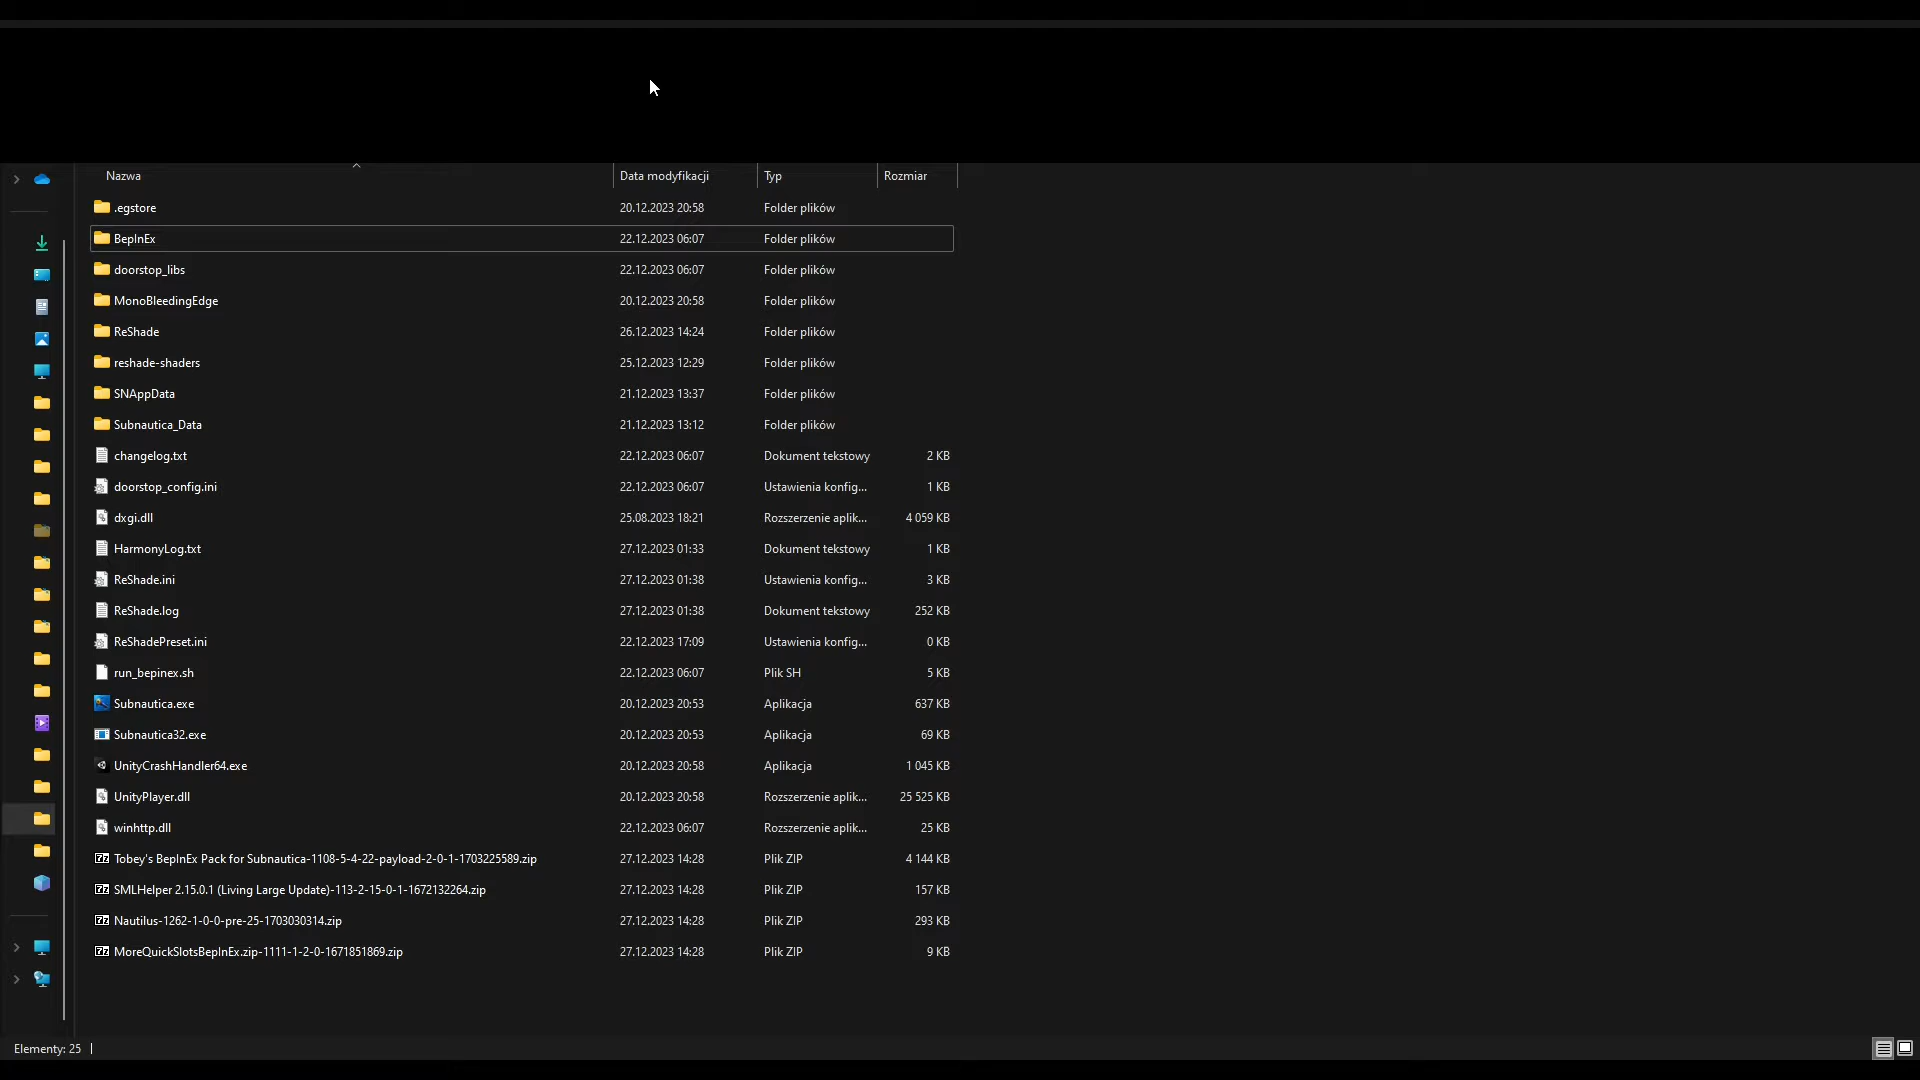 Nazwa Data modyfikacji Typ Rozmiar
.egstore 20.12.2023 20:58 Folder plików
BepInEx 22.12.2023 06:07 Folder plików
doorstop_libs 22.12.2023 06:07 Folder plików
MonoBleedingEdge 20.12.2023 20:58 Folder plików
ReShade 26.12.2023 14:24 Folder plików
reshade-shaders 25.12.2023 12:29 Folder plików
SNAppData 21.12.2023 13:37 Folder plików
Subnautica_Data 21.12.2023 13:12 Folder plików
changelog.txt 22.12.2023 06:07 Dokument tekstowy 2 KB
doorstop_config.ini 22.12.2023 06:07 Ustawienia konfig... 1 KB
dxgi.dll 25.08.2023 18:21 Rozszerzenie aplik... 4 059 KB
HarmonyLog.txt 27.12.2023 01:33 Dokument tekstowy 1 KB
ReShade.ini 27.12.2023 01:38 Ustawienia konfig... 3 KB
ReShade.log 27.12.2023 01:38 Dokument tekstowy 252 KB
ReShadePreset.ini 22.12.2023 17:09 Ustawienia konfig... 0 KB
run_bepinex.sh 22.12.2023 06:07 Plik SH 5 KB
Subnautica.exe 20.12.2023 20:53 Aplikacja 637 KB
Subnautica32.exe 20.12.2023 20:53 Aplikacja 69 KB
UnityCrashHandler64.exe 20.12.2023 20:58 Aplikacja 1 045 KB
UnityPlayer.dll 20.12.2023 20:58 Rozszerzenie aplik... 25 525 KB
winhttp.dll 22.12.2023 06:07 Rozszerzenie aplik... 25 KB
Tobey's BepInEx Pack for Subnautica-1108-5-4-22-payload-2-0-1-1703225589.zip 27.12.2023 14:28 Plik ZIP 4 144 KB
SMLHelper 2.15.0.1 (Living Large Update)-113-2-15-0-1-1672132264.zip 27.12.2023 14:28 Plik ZIP 157 KB
Nautilus-1262-1-0-0-pre-25-1703030314.zip 27.12.2023 14:28 Plik ZIP 293 KB
MoreQuickSlotsBepInEx.zip-1111-1-2-0-1671851869.zip 27.12.2023 14:28 Plik ZIP 9 KB
Elementy: 25